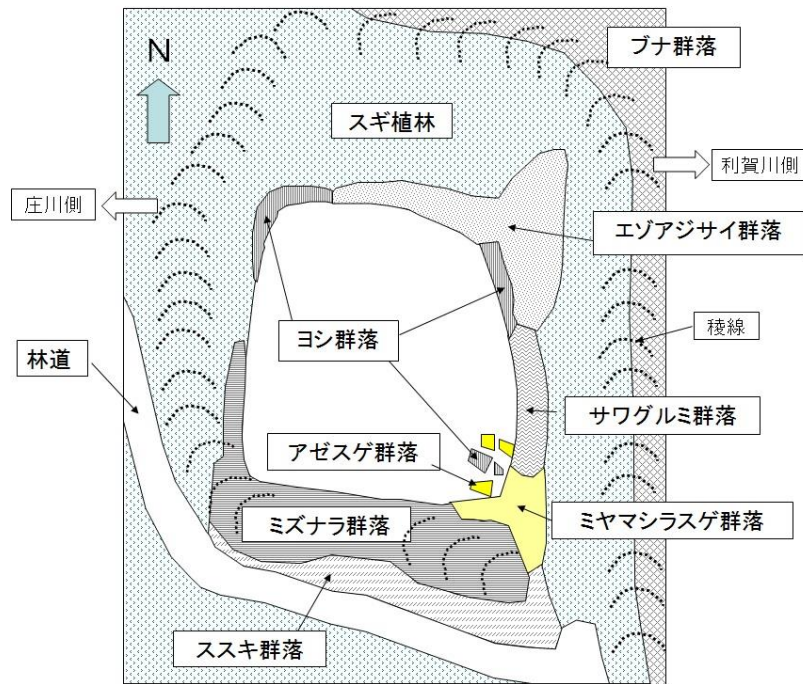 N
ブナ群落
スギ植林
利賀川側
庄川側
エゾアジサイ群落
ヨシ群落
稜線
林道
サワグルミ群落
アゼスゲ群落
ミズナラ群落
ミヤマシラスゲ群落
ススキ群落